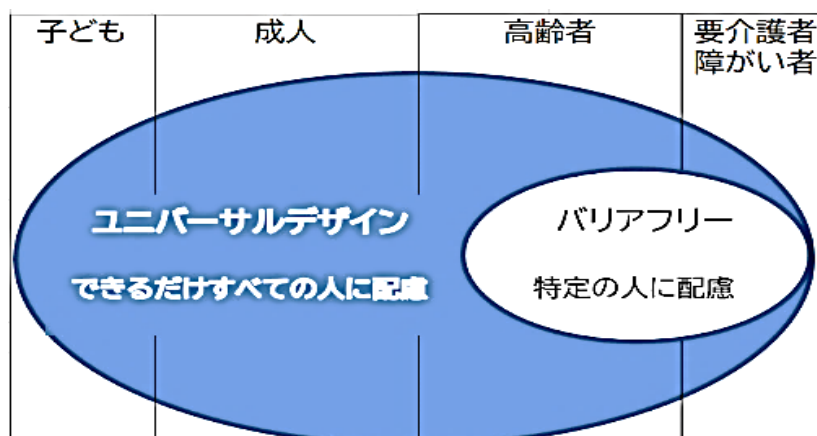 子ども
成人
高齢者
要介護者
障がい者
ユニバーサルデザイン
できるだけすべての人に配慮
バリアフリー
特定の人に配慮